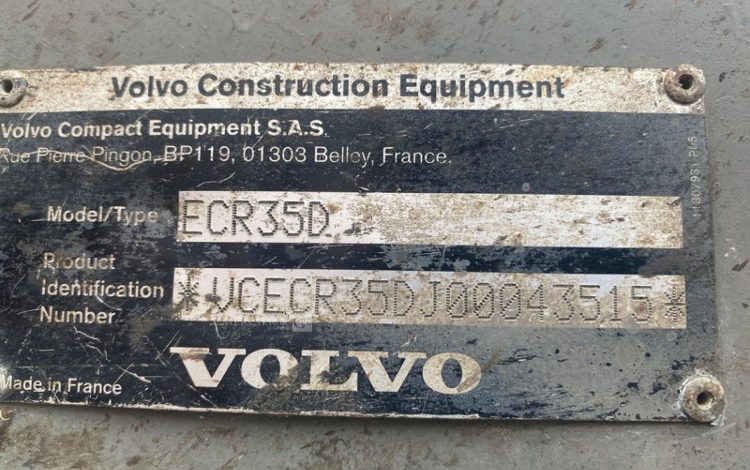 Volvo Construction Equipment
Volvo Compact Equipment S.A.S.
Rue Pierre Pingon, BP119, 01303 Belley, France.
Model/Type ECR35D
Product
Identification
Number
*VCECR35DJ00043515*
VOLVO
Made in France